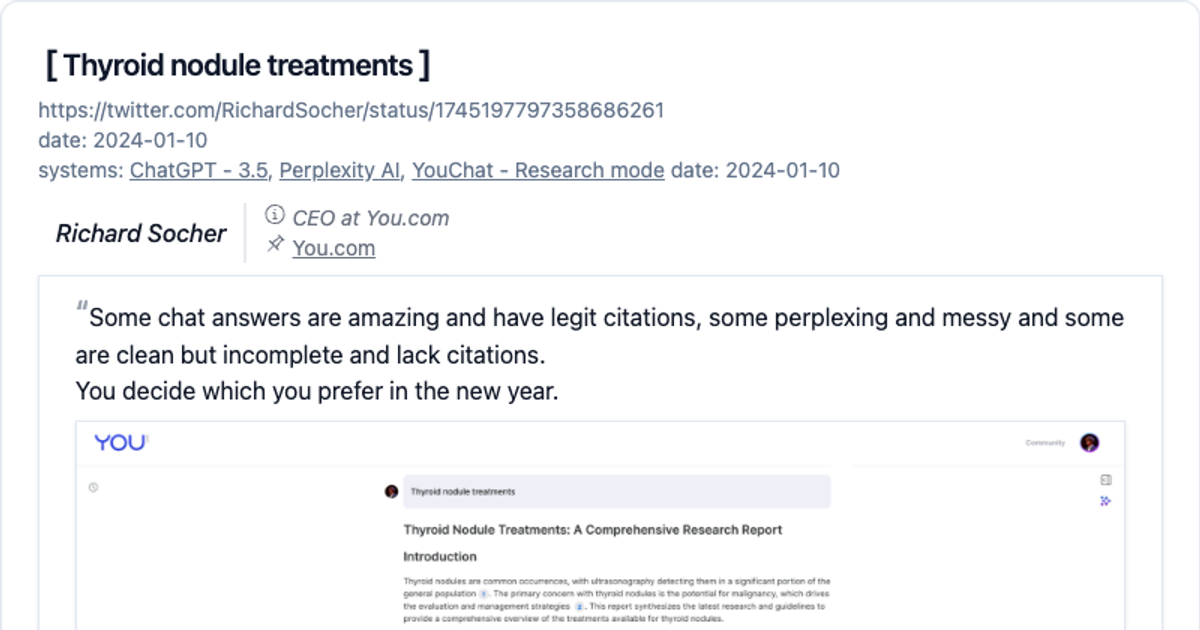 [ Thyroid nodule treatments ]
https://twitter.com/RichardSocher/status/1745197797358686261
date: 2024-01-10
systems: ChatGPT - 3.5, Perplexity AI, YouChat - Research mode date: 2024-01-10
Richard Socher
CEO at You.com
You.com
"Some chat answers are amazing and have legit citations, some perplexing and messy and some
are clean but incomplete and lack citations.
You decide which you prefer in the new year.
YOU
Community
Thyroid nodule treatments
Thyroid Nodule Treatments: A Comprehensive Research Report
Introduction
Thyroid nodules are common occurrences, with ultrasonography detecting them in a significant portion of the
general population 1. The primary concern with thyroid nodules is the potential for malignancy, which drives
the evaluation and management strategies 2. This report synthesizes the latest research and guidelines to
provide a comprehensive overview of the treatments available for thyroid nodules.